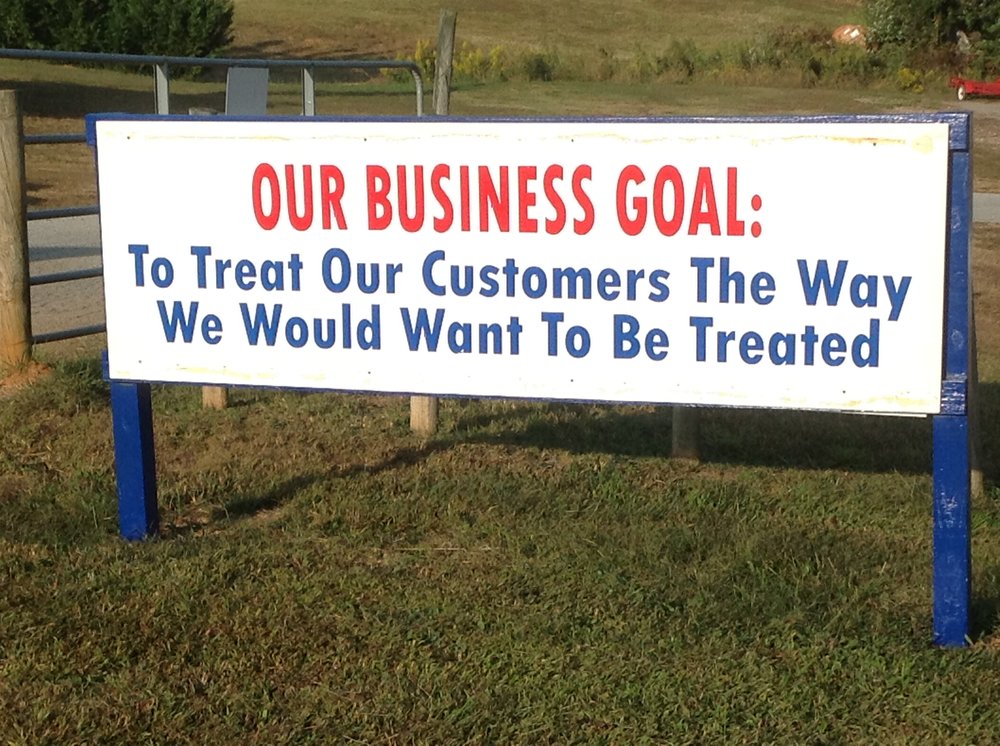 OUR BUSINESS GOAL:
To Treat Our Customers The Way
We Would Want To Be Treated